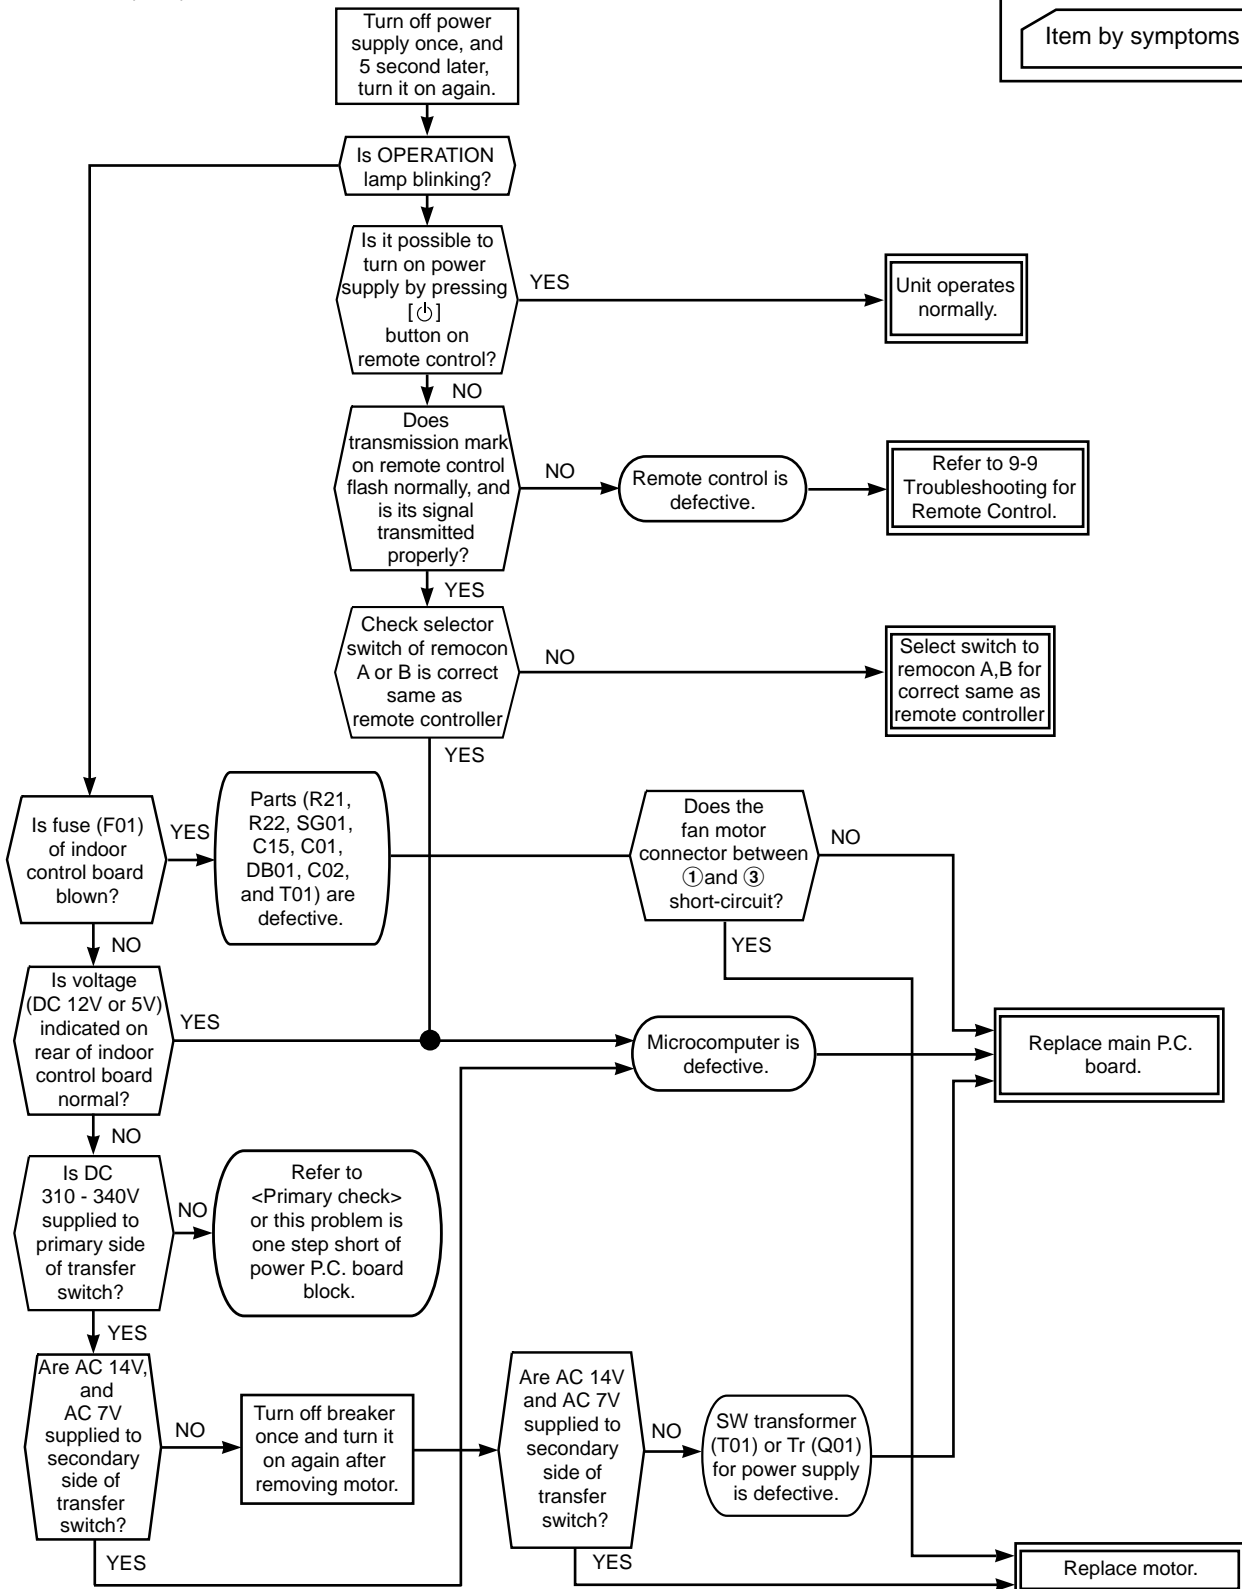 Turn off power
supply once, and
5 second later,
turn it on again.
Item by symptoms
Is OPERATION
lamp blinking?
Is it possible to
turn on power
supply by pressing
[⏻]
button on
remote control?
YES
Unit operates
normally.
NO
Does
transmission mark
on remote control
flash normally, and
is its signal
transmitted
properly?
NO
Remote control is
defective.
Refer to 9-9
Troubleshooting for
Remote Control.
YES
Check selector
switch of remocon
A or B is correct
same as
remote controller
NO
Select switch to
remocon A,B for
correct same as
remote controller
YES
Is fuse (F01)
of indoor
control board
blown?
YES
Parts (R21,
R22, SG01,
C15, C01,
DB01, C02,
and T01) are
defective.
Does the
fan motor
connector between
① and ③
short-circuit?
NO
YES
NO
Is voltage
(DC 12V or 5V)
indicated on
rear of indoor
control board
normal?
YES
Microcomputer is
defective.
Replace main P.C.
board.
NO
Is DC
310 - 340V
supplied to
primary side
of transfer
switch?
NO
Refer to
<Primary check>
or this problem is
one step short of
power P.C. board
block.
YES
Are AC 14V,
and
AC 7V
supplied to
secondary
side of
transfer
switch?
NO
Turn off breaker
once and turn it
on again after
removing motor.
Are AC 14V
and AC 7V
supplied to
secondary
side of
transfer
switch?
NO
SW transformer
(T01) or Tr (Q01)
for power supply
is defective.
YES
YES
Replace motor.